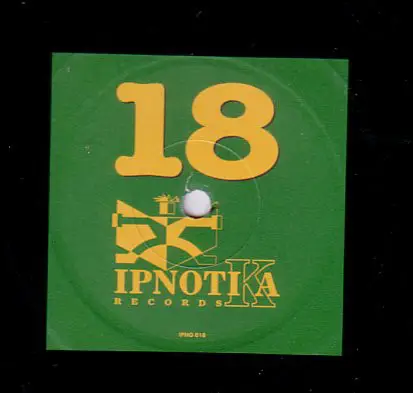 18
IPNOTIKA
RECORDS
IPNO 018